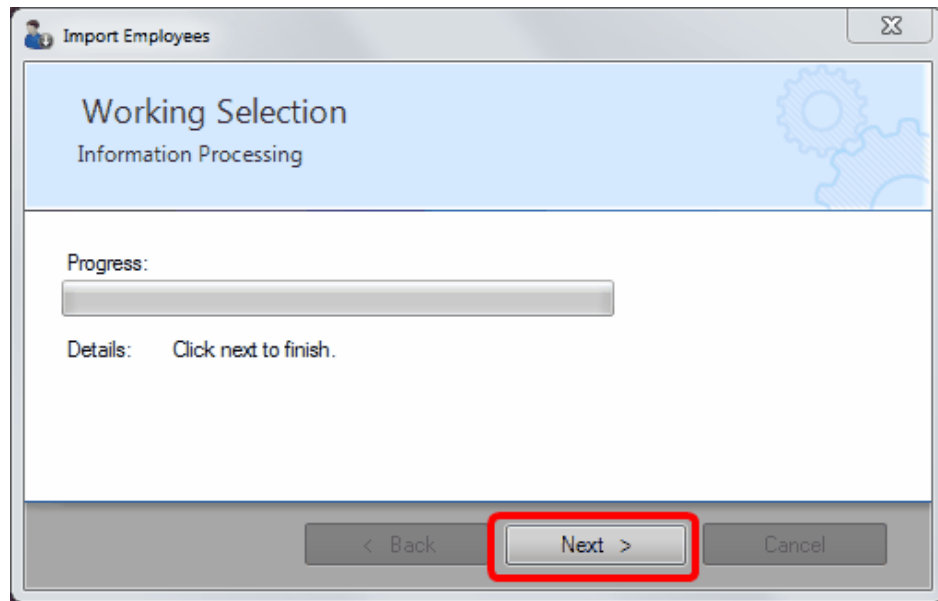 Import Employees
Working Selection
Information Processing
Progress:
Details: Click next to finish.
< Back Next > Cancel